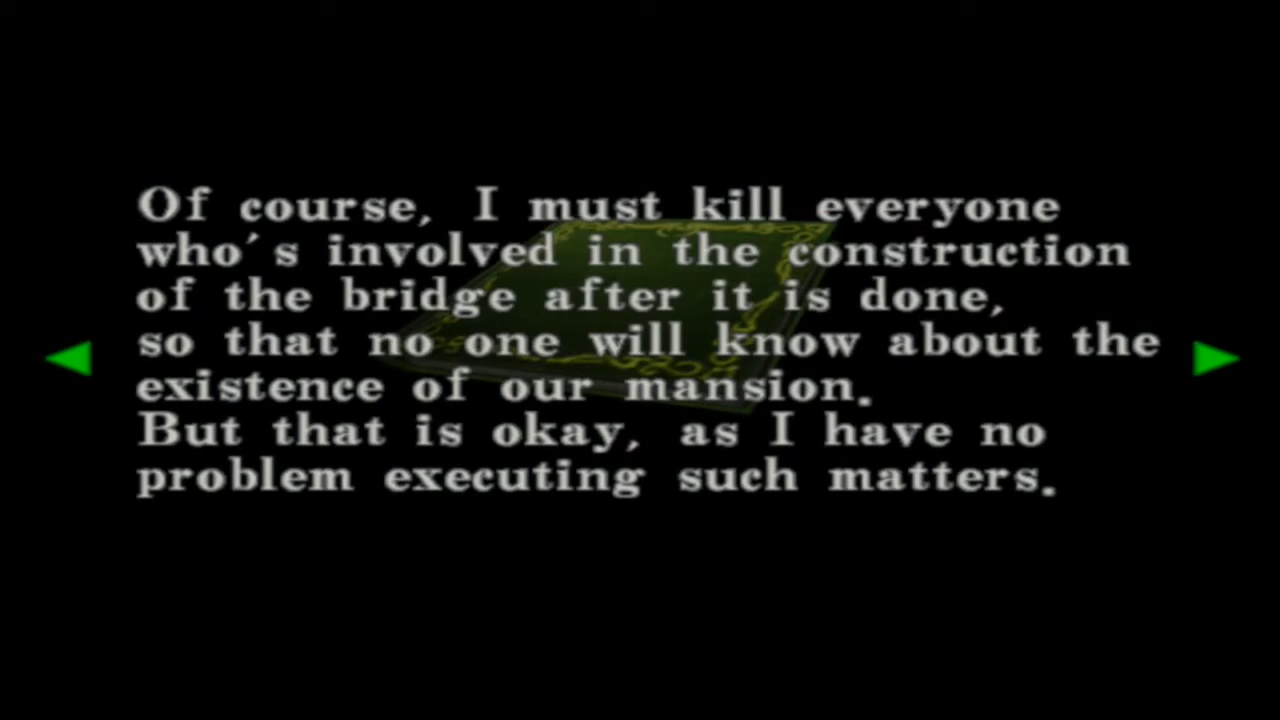 Of course, I must kill everyone
who's involved in the construction
of the bridge after it is done,
so that no one will know about the
existence of our mansion.
But that is okay, as I have no
problem executing such matters.